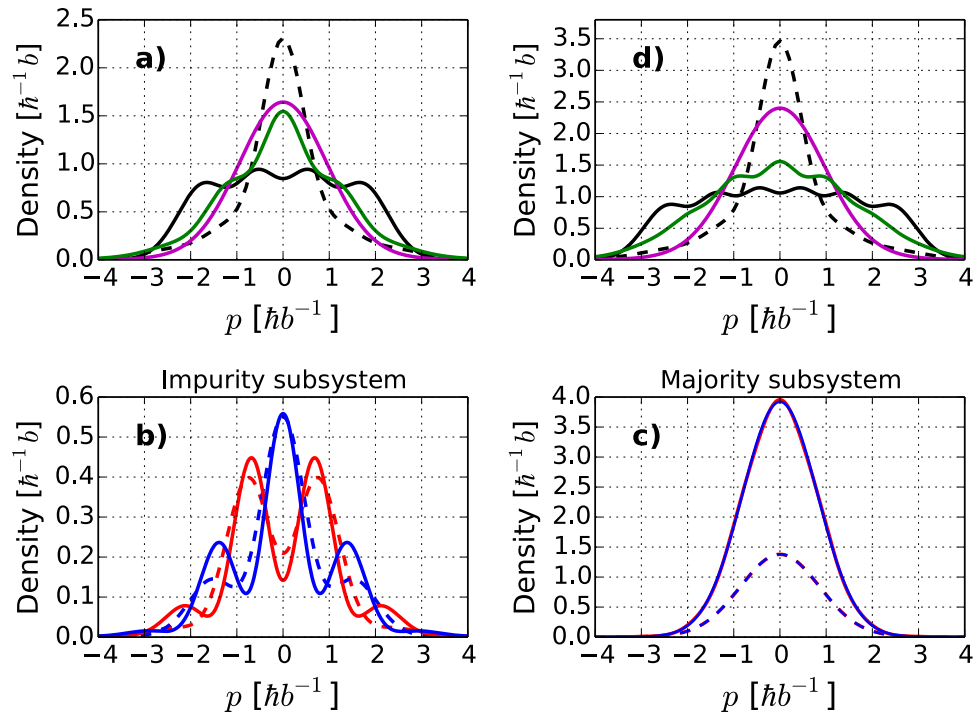 a)
Density [ħ⁻¹ b]
2.5
2.0
1.5
1.0
0.5
0.0
−4 −3 −2 −1 0 1 2 3 4
p [ħb⁻¹]
d)
Density [ħ⁻¹ b]
3.5
3.0
2.5
2.0
1.5
1.0
0.5
0.0
−4 −3 −2 −1 0 1 2 3 4
p [ħb⁻¹]
Impurity subsystem
b)
Density [ħ⁻¹ b]
0.6
0.5
0.4
0.3
0.2
0.1
0.0
−4 −3 −2 −1 0 1 2 3 4
p [ħb⁻¹]
Majority subsystem
c)
Density [ħ⁻¹ b]
4.0
3.5
3.0
2.5
2.0
1.5
1.0
0.5
0.0
−4 −3 −2 −1 0 1 2 3 4
p [ħb⁻¹]